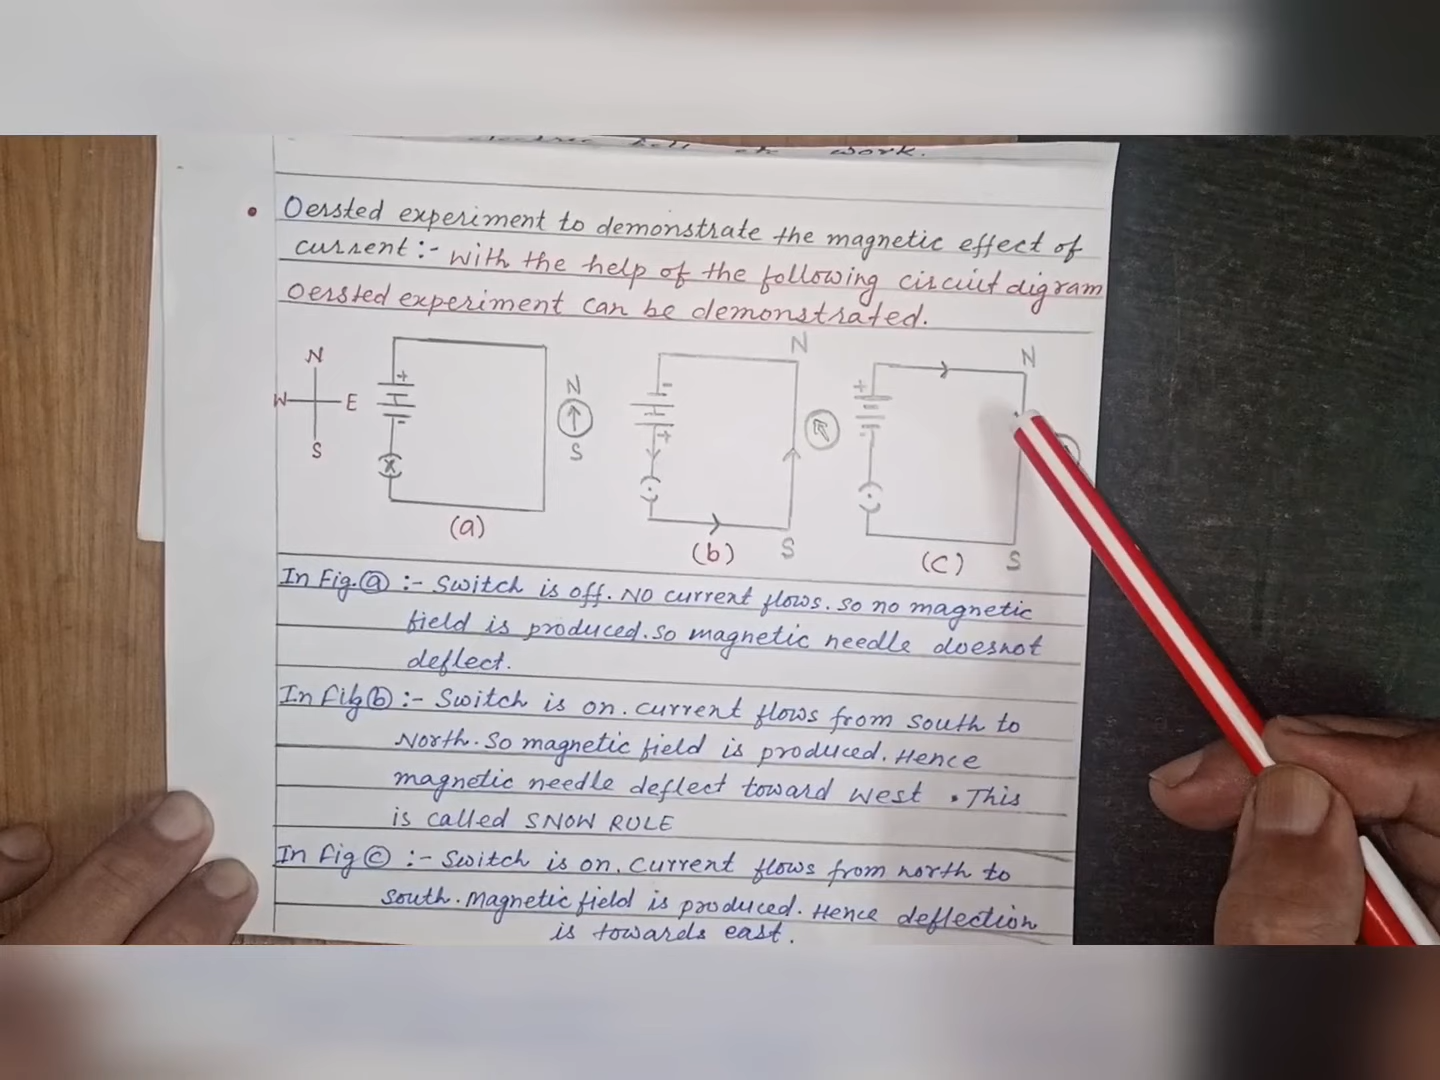 work.
• Oersted experiment to demonstrate the magnetic effect of
current :- With the help of the following circuit digram
Oersted experiment can be demonstrated.
N
W E
S
+
-
(x)
N
S
(a)
-
+
(·)
N
S
(b)
+
-
(·)
N
S
(c)
In Fig. (a) :- Switch is off. No current flows. So no magnetic
field is produced. So magnetic needle doesnot
deflect.
In Fig (b) :- Switch is on. Current flows from South to
North. So magnetic field is produced. Hence
magnetic needle deflect toward west. This
is called SNOW RULE
In Fig (c) :- Switch is on. Current flows from north to
south. Magnetic field is produced. Hence deflection
is towards east.